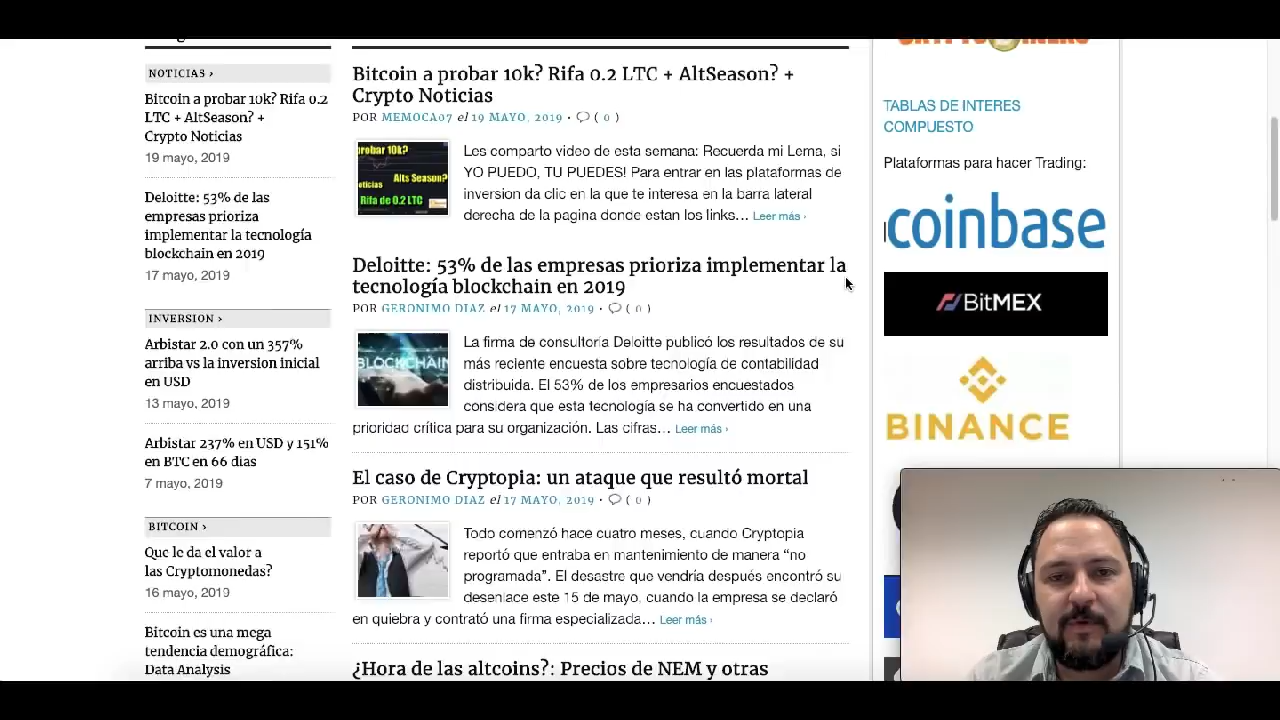 NOTICIAS ›
Bitcoin a probar 10k? Rifa 0.2
LTC + AltSeason? +
Crypto Noticias
19 mayo, 2019
Deloitte: 53% de las
empresas prioriza
implementar la tecnología
blockchain en 2019
17 mayo, 2019
INVERSION ›
Arbistar 2.0 con un 357%
arriba vs la inversion inicial
en USD
13 mayo, 2019
Arbistar 237% en USD y 151%
en BTC en 66 dias
7 mayo, 2019
BITCOIN ›
Que le da el valor a
las Cryptomonedas?
16 mayo, 2019
Bitcoin es una mega
tendencia demográfica:
Data Analysis
Bitcoin a probar 10k? Rifa 0.2 LTC + AltSeason? +
Crypto Noticias
POR MEMOCA07 el 19 MAYO, 2019 • ( 0 )
probar 10k?
Alts Season?
oticias
Rifa de 0.2 LTC
Les comparto video de esta semana: Recuerda mi Lema, si
YO PUEDO, TU PUEDES! Para entrar en las plataformas de
inversion da clic en la que te interesa en la barra lateral
derecha de la pagina donde estan los links… Leer más ›
Deloitte: 53% de las empresas prioriza implementar la
tecnología blockchain en 2019
POR GERONIMO DIAZ el 17 MAYO, 2019 • ( 0 )
BLOCKCHAIN
La firma de consultoría Deloitte publicó los resultados de su
más reciente encuesta sobre tecnología de contabilidad
distribuida. El 53% de los empresarios encuestados
considera que esta tecnología se ha convertido en una
prioridad crítica para su organización. Las cifras… Leer más ›
El caso de Cryptopia: un ataque que resultó mortal
POR GERONIMO DIAZ el 17 MAYO, 2019 • ( 0 )
Todo comenzó hace cuatro meses, cuando Cryptopia
reportó que entraba en mantenimiento de manera “no
programada”. El desastre que vendría después encontró su
desenlace este 15 de mayo, cuando la empresa se declaró
en quiebra y contrató una firma especializada… Leer más ›
¿Hora de las altcoins?: Precios de NEM y otras
TABLAS DE INTERES
COMPUESTO
Plataformas para hacer Trading:
coinbase
BitMEX
BINANCE